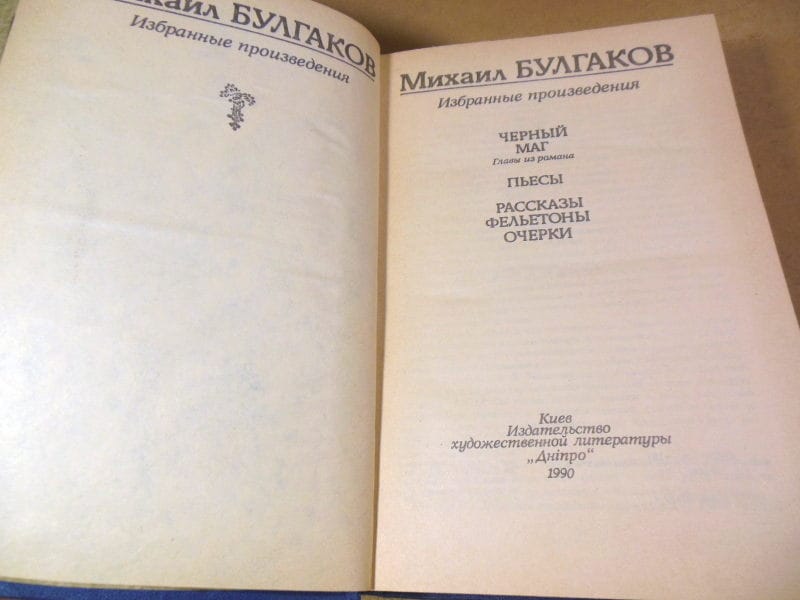 Михаил БУЛГАКОВ
Избранные произведения
Михаил БУЛГАКОВ
Избранные произведения
ЧЕРНЫЙ
МАГ
Главы из романа
ПЬЕСЫ
РАССКАЗЫ
ФЕЛЬЕТОНЫ
ОЧЕРКИ
Киев
Издательство
художественной литературы
„Дніпро“
1990